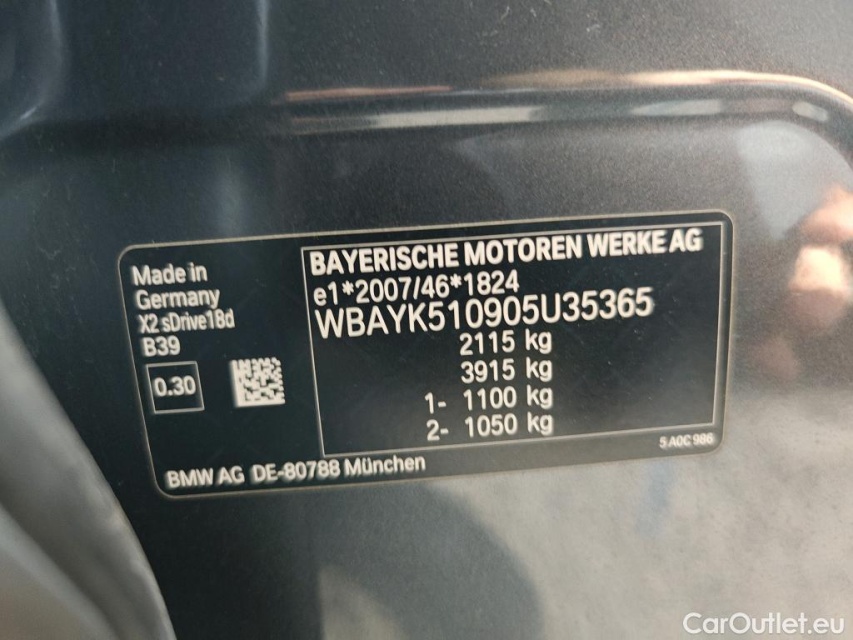 Made in
Germany
X2 sDrive18d
B39
0.30
BAYERISCHE MOTOREN WERKE AG
e1*2007/46*1824
WBAYK510905U35365
2115 kg
3915 kg
1- 1100 kg
2- 1050 kg
5 A0C 986
BMW AG DE-80788 München
CarOutlet.eu